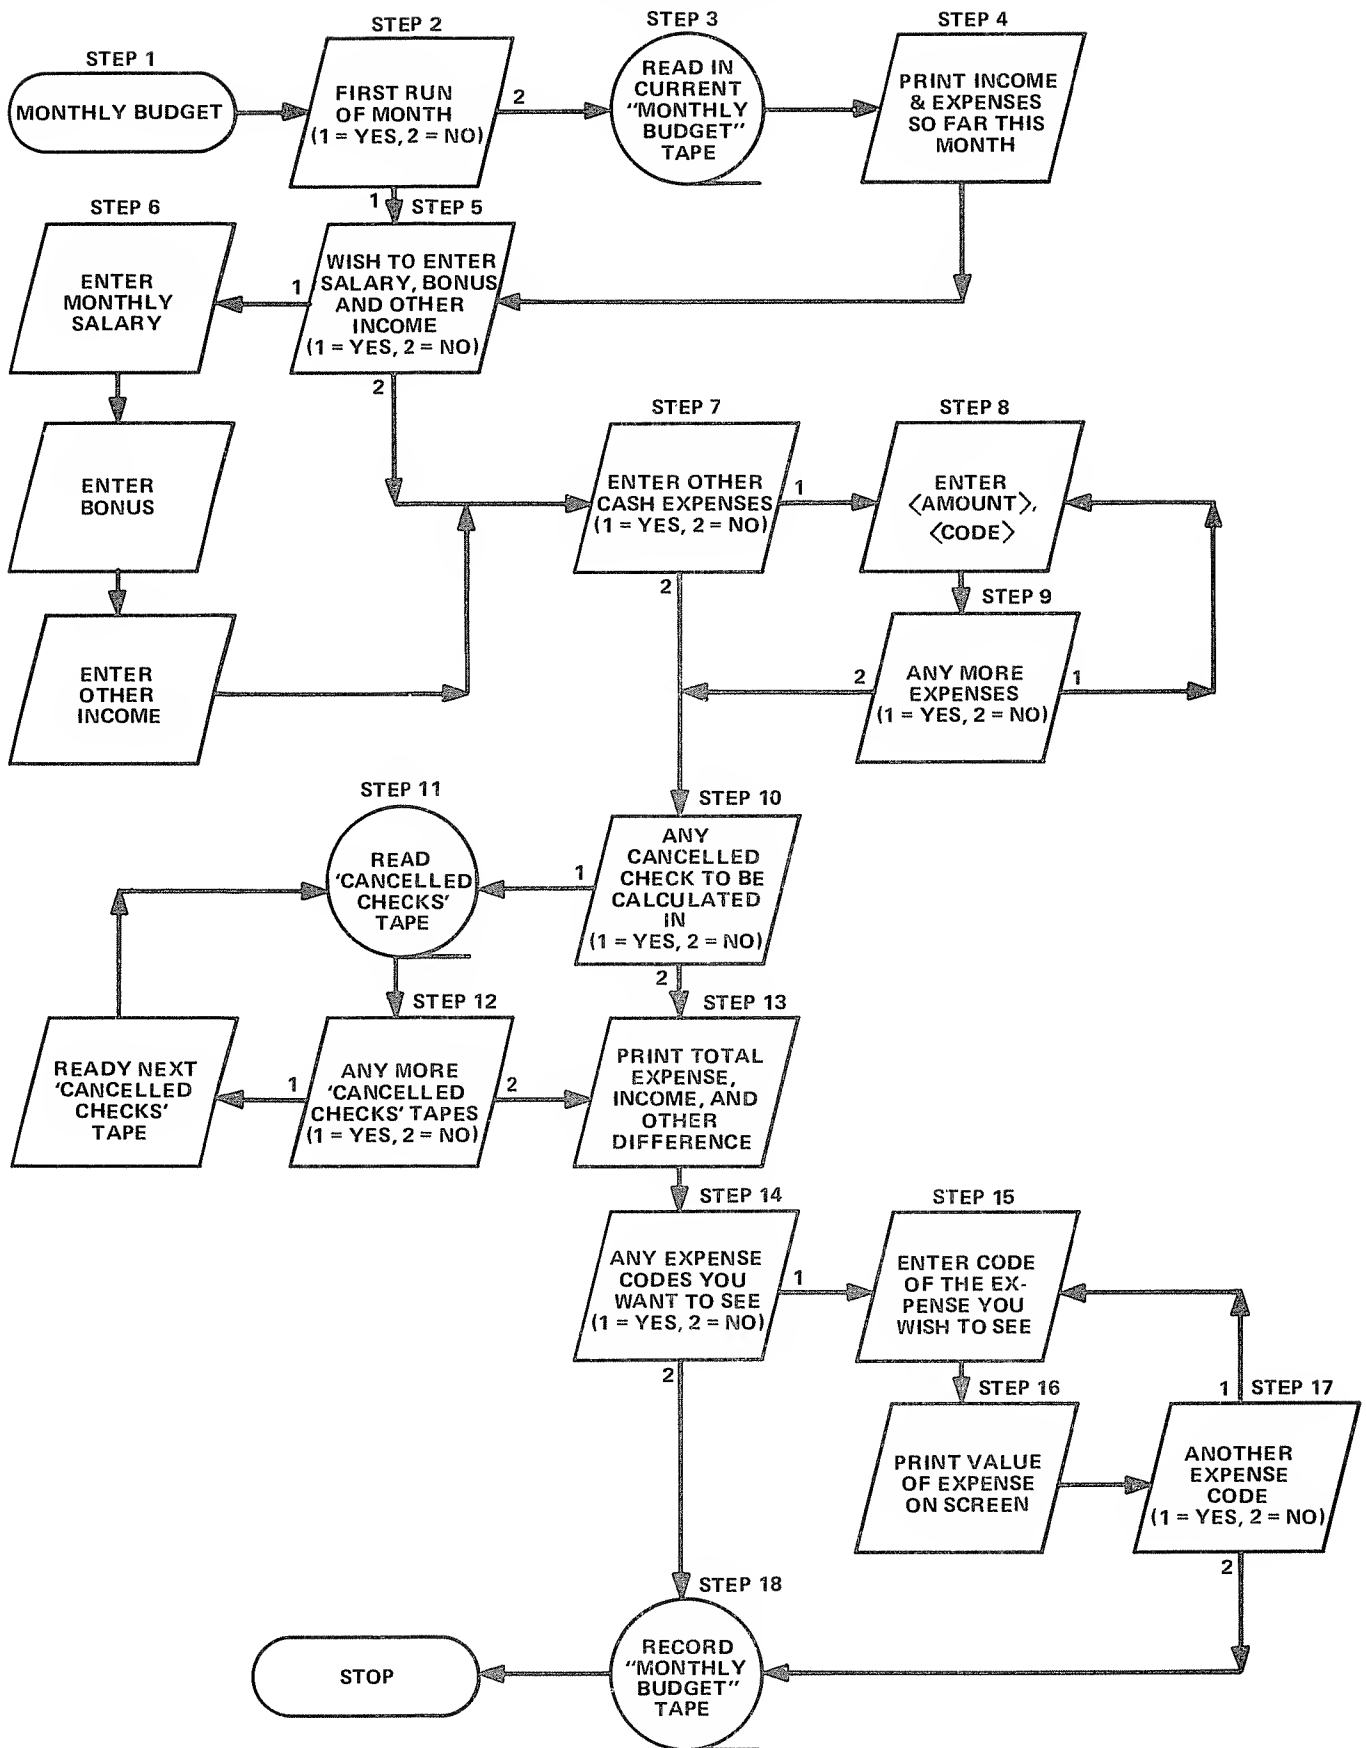 STEP 1
MONTHLY BUDGET
STEP 2
FIRST RUN
OF MONTH
(1 = YES, 2 = NO)
2
1
STEP 3
READ IN
CURRENT
"MONTHLY
BUDGET"
TAPE
STEP 4
PRINT INCOME
& EXPENSES
SO FAR THIS
MONTH
STEP 5
WISH TO ENTER
SALARY, BONUS
AND OTHER
INCOME
(1 = YES, 2 = NO)
1
2
STEP 6
ENTER
MONTHLY
SALARY
ENTER
BONUS
ENTER
OTHER
INCOME
STEP 7
ENTER OTHER
CASH EXPENSES
(1 = YES, 2 = NO)
1
2
STEP 8
ENTER
<AMOUNT>,
<CODE>
STEP 9
ANY MORE
EXPENSES
(1 = YES, 2 = NO)
2
1
STEP 10
ANY
CANCELLED
CHECK TO BE
CALCULATED
IN
(1 = YES, 2 = NO)
1
2
STEP 11
READ
'CANCELLED
CHECKS'
TAPE
STEP 12
ANY MORE
'CANCELLED
CHECKS' TAPES
(1 = YES, 2 = NO)
1
2
READY NEXT
'CANCELLED
CHECKS'
TAPE
STEP 13
PRINT TOTAL
EXPENSE,
INCOME, AND
OTHER
DIFFERENCE
STEP 14
ANY EXPENSE
CODES YOU
WANT TO SEE
(1 = YES, 2 = NO)
1
2
STEP 15
ENTER CODE
OF THE EX-
PENSE YOU
WISH TO SEE
STEP 16
PRINT VALUE
OF EXPENSE
ON SCREEN
1
STEP 17
ANOTHER
EXPENSE
CODE
(1 = YES, 2 = NO)
2
STEP 18
RECORD
"MONTHLY
BUDGET"
TAPE
STOP